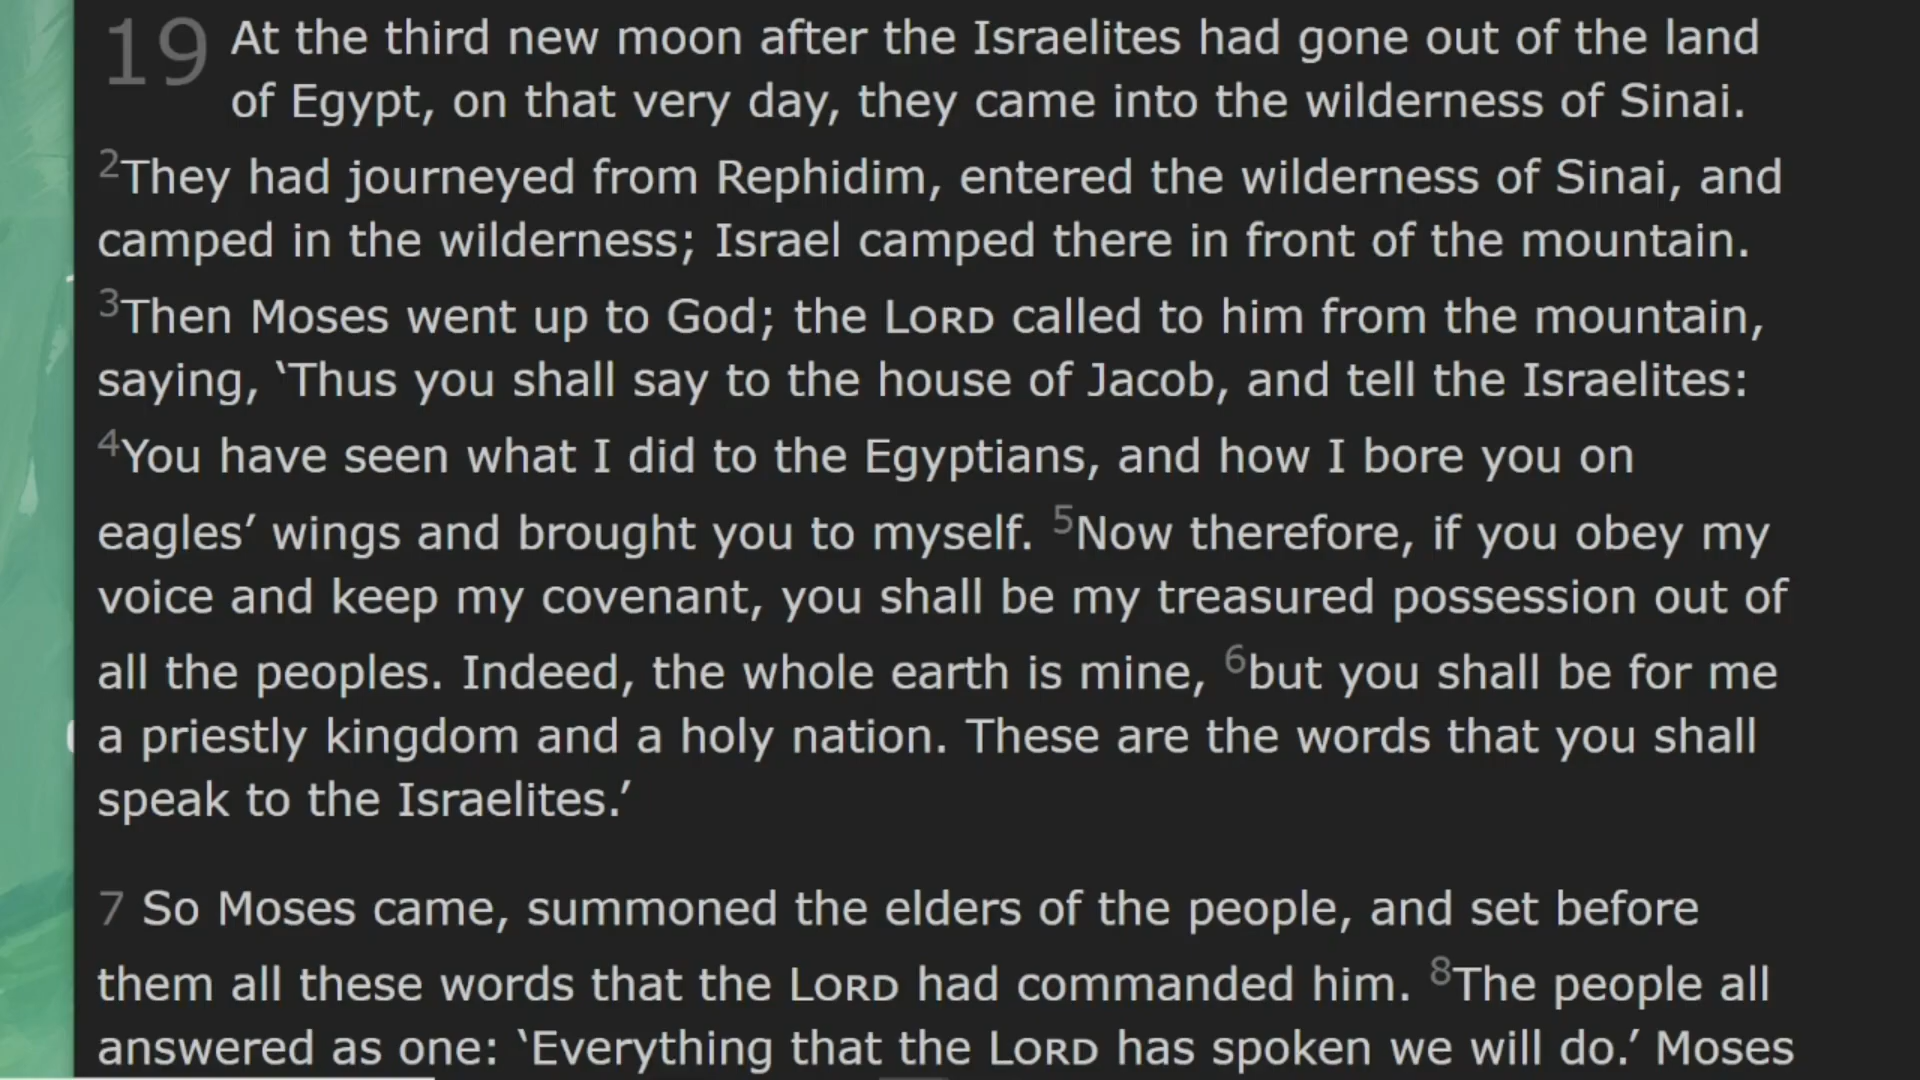 19 At the third new moon after the Israelites had gone out of the land
of Egypt, on that very day, they came into the wilderness of Sinai.
2They had journeyed from Rephidim, entered the wilderness of Sinai, and
camped in the wilderness; Israel camped there in front of the mountain.
3Then Moses went up to God; the LORD called to him from the mountain,
saying, ‘Thus you shall say to the house of Jacob, and tell the Israelites:
4You have seen what I did to the Egyptians, and how I bore you on
eagles’ wings and brought you to myself. 5Now therefore, if you obey my
voice and keep my covenant, you shall be my treasured possession out of
all the peoples. Indeed, the whole earth is mine, 6but you shall be for me
a priestly kingdom and a holy nation. These are the words that you shall
speak to the Israelites.’
7 So Moses came, summoned the elders of the people, and set before
them all these words that the LORD had commanded him. 8The people all
answered as one: ‘Everything that the LORD has spoken we will do.’ Moses